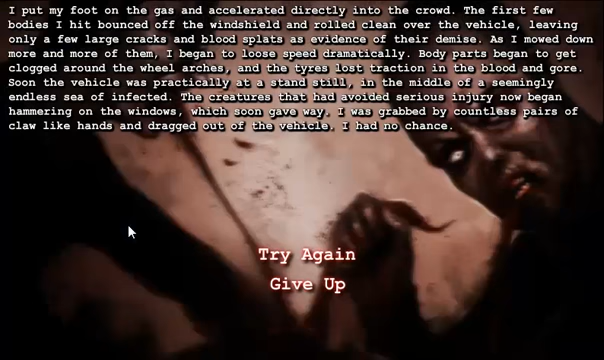 I put my foot on the gas and accelerated directly into the crowd. The first few
bodies I hit bounced off the windshield and rolled clean over the vehicle, leaving
only a few large cracks and blood splats as evidence of their demise. As I mowed down
more and more of them, I began to loose speed dramatically. Body parts began to get
clogged around the wheel arches, and the tyres lost traction in the blood and gore.
Soon the vehicle was practically at a stand still, in the middle of a seemingly
endless sea of infected. The creatures that had avoided serious injury now began
hammering on the windows, which soon gave way. I was grabbed by countless pairs of
claw like hands and dragged out of the vehicle. I had no chance.
Try Again
Give Up